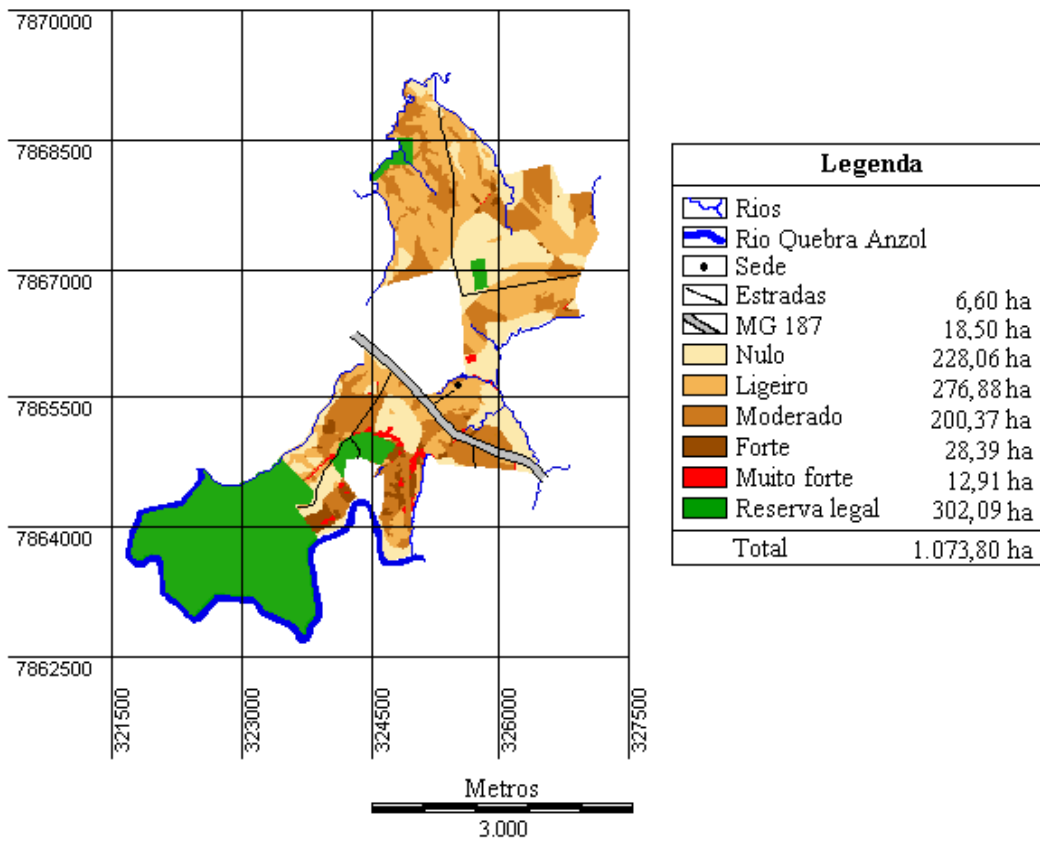 7870000
7868500
7867000
7865500
7864000
7862500
321500
323000
324500
326000
327500
Metros
3.000
Legenda
Rios
Rio Quebra Anzol
Sede
Estradas 6,60 ha
MG 187 18,50 ha
Nulo 228,06 ha
Ligeiro 276,88 ha
Moderado 200,37 ha
Forte 28,39 ha
Muito forte 12,91 ha
Reserva legal 302,09 ha
Total 1.073,80 ha